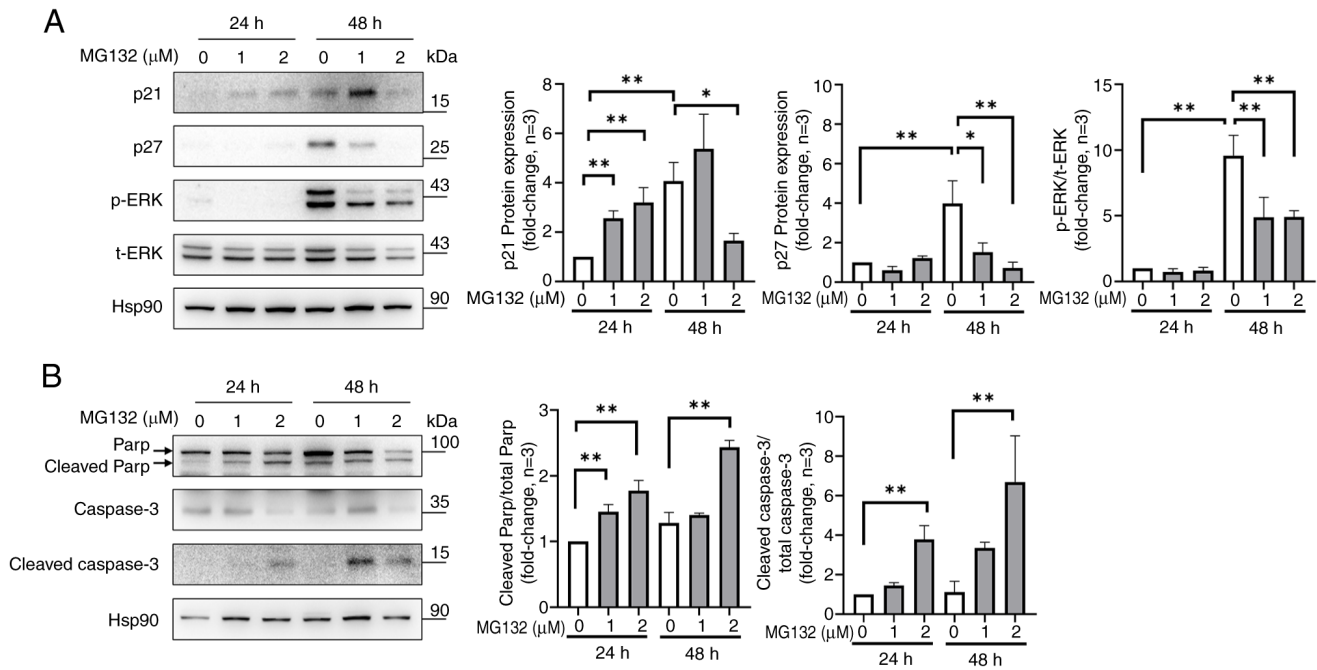 A
24 h 48 h
MG132 (μM) 0 1 2 0 1 2 kDa
p21 15
p27 25
p-ERK 43
t-ERK 43
Hsp90 90
p21 Protein expression
(fold-change, n=3)
8
6
4
2
0
** ** ** *
MG132 (μM) 0 1 2 0 1 2
24 h 48 h
p27 Protein expression
(fold-change, n=3)
10
8
6
4
2
0
** * **
MG132 (μM) 0 1 2 0 1 2
24 h 48 h
p-ERK/t-ERK
(fold-change, n=3)
15
10
5
0
** ** **
MG132 (μM) 0 1 2 0 1 2
24 h 48 h
B
24 h 48 h
MG132 (μM) 0 1 2 0 1 2 kDa
Parp 100
Cleaved Parp
Caspase-3 35
Cleaved caspase-3 15
Hsp90 90
Cleaved Parp/total Parp
(fold-change, n=3)
3
2
1
0
** ** **
MG132 (μM) 0 1 2 0 1 2
24 h 48 h
Cleaved caspase-3/
total caspase-3
(fold-change, n=3)
10
8
6
4
2
0
** **
MG132 (μM) 0 1 2 0 1 2
24 h 48 h